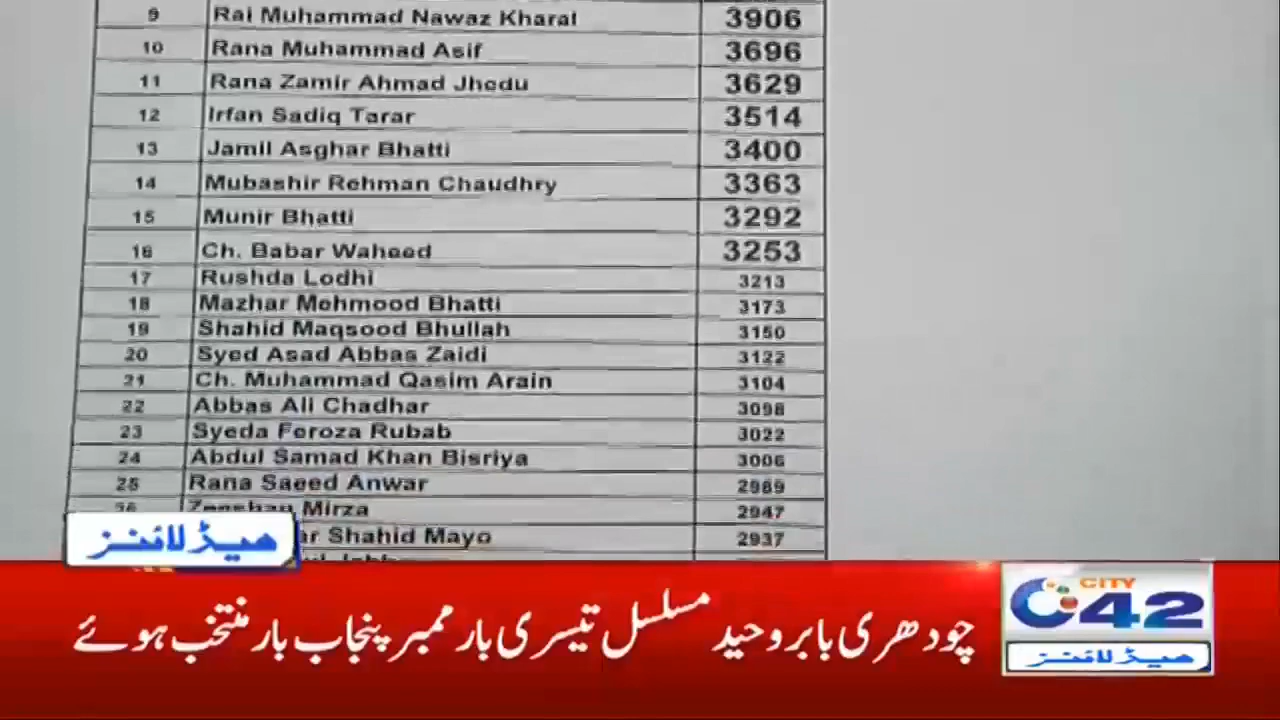 9 Rai Muhammad Nawaz Kharal 3906
10 Rana Muhammad Asif 3696
11 Rana Zamir Ahmad Jhedu 3629
12 Irfan Sadiq Tarar 3514
13 Jamil Asghar Bhatti 3400
14 Mubashir Rehman Chaudhry 3363
15 Munir Bhatti 3292
16 Ch. Babar Waheed 3253
17 Rushda Lodhi 3213
18 Mazhar Mehmood Bhatti 3173
19 Shahid Maqsood Bhullah 3150
20 Syed Asad Abbas Zaidi 3122
21 Ch. Muhammad Qasim Arain 3104
22 Abbas Ali Chadhar 3098
23 Syeda Feroza Rubab 3022
24 Abdul Samad Khan Bisriya 3006
25 Rana Saeed Anwar 2989
26 Zeeshan Mirza 2947
Shahid Mayo 2937
ہیڈلائنز
چودھری بابر وحید مسلسل تیسری بار ممبر پنجاب بار منتخب ہوئے
CITY
42
ہیڈلائنز